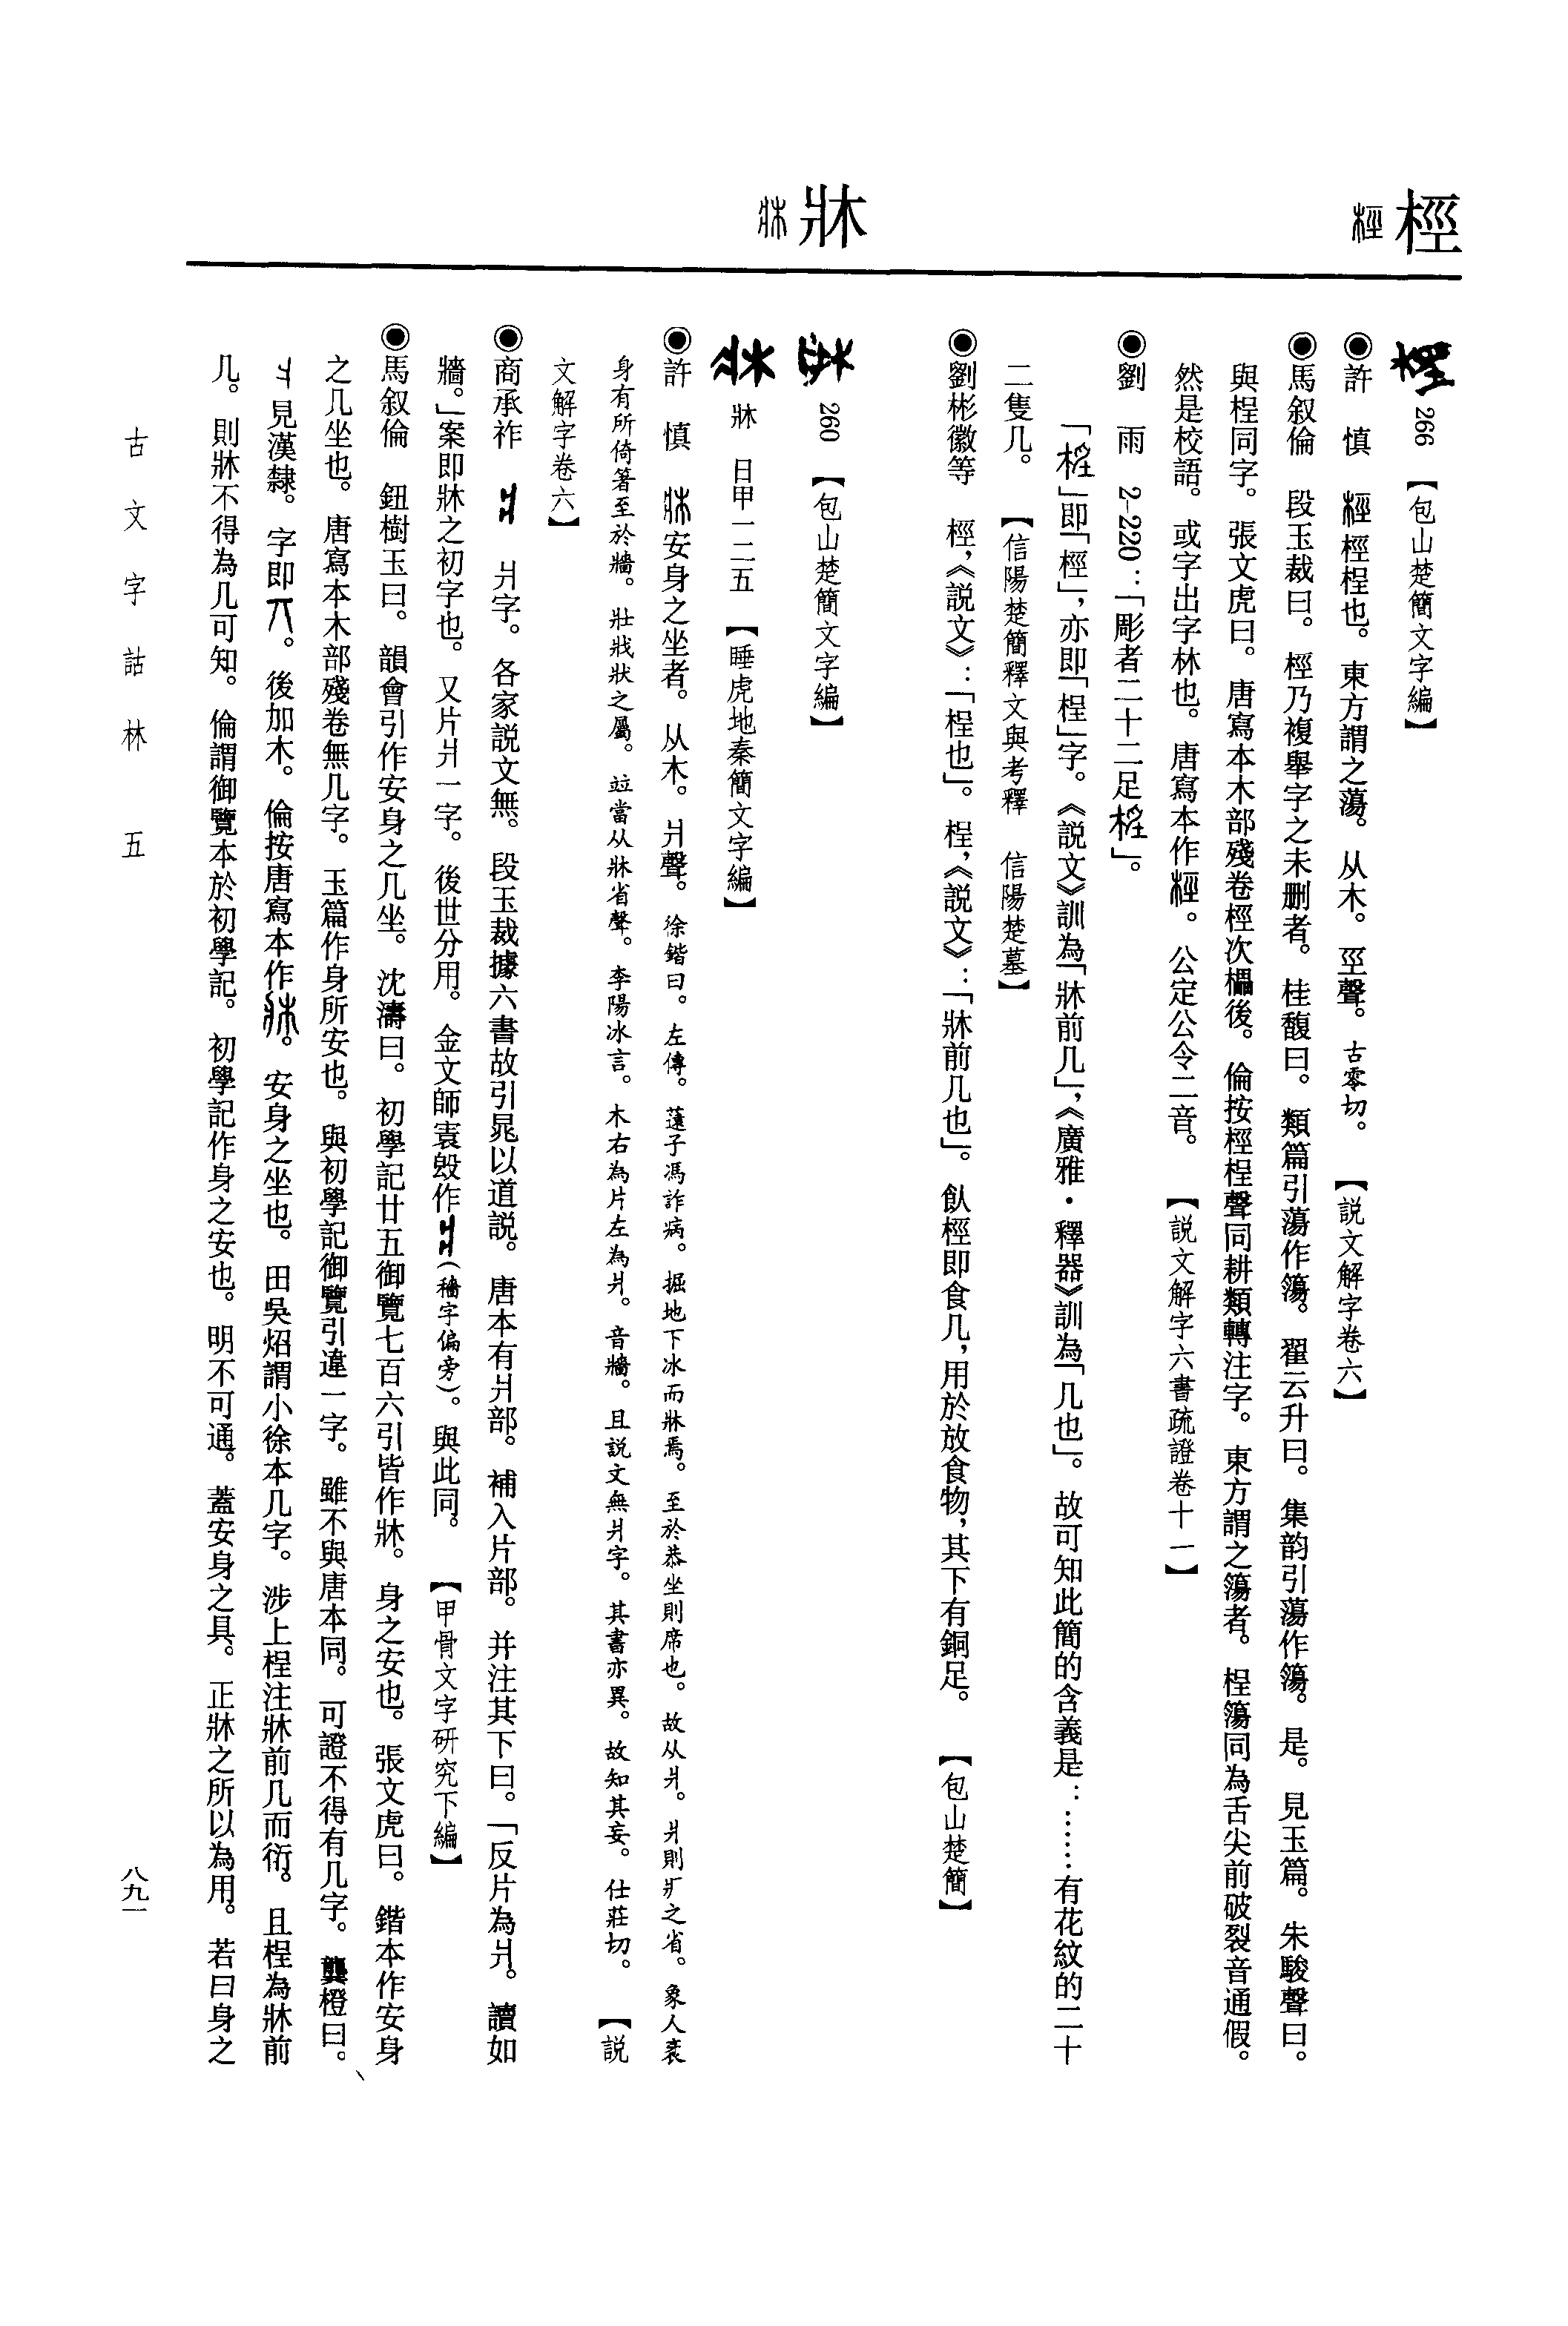 桱 桱
牀 牀
266 【包山楚簡文字編】
◉許　慎　桱桱桯也。東方謂之蕩。从木。巠聲。古零切。　【説文解字卷六】
◉馬叙倫　段玉裁曰。桱乃複舉字之未删者。桂馥曰。類篇引蕩作簜。翟云升曰。集韵引蕩作簜。是。見玉篇。朱駿聲曰。
與桯同字。張文虎曰。唐寫本木部殘卷桱次櫑後。倫按桱桯聲同耕類轉注字。東方謂之簜者。桯簜同為舌尖前破裂音通假。
然是校語。或字出字林也。唐寫本作桱。公定公令二音。　【説文解字六書疏證卷十一】
◉劉　雨　2-220：「彫者二十二足」。
「」即「桱」，亦即「桯」字。《説文》訓為「牀前几」，《廣雅・釋器》訓為「几也」。故可知此簡的含義是：……有花紋的二十
二隻几。　【信陽楚簡釋文與考釋　信陽楚墓】
◉劉彬徽等　桱，《説文》：「桯也」。桯，《説文》：「牀前几也」。飤桱即食几，用於放食物，其下有銅足。　【包山楚簡】
260 【包山楚簡文字編】
牀　日甲一二五　【睡虎地秦簡文字編】
◉許　慎　牀安身之坐者。从木。爿聲。徐鍇曰。左傳。薳子馮詐病。掘地下冰而牀焉。至於恭坐則席也。故从爿。爿則疒之省。象人衺
身有所倚箸至於牆。壯戕狀之屬。竝當从牀省聲。李陽冰言。木右為片左為爿。音牆。且説文無爿字。其書亦異。故知其妄。仕莊切。　【説
文解字卷六】
◉商承祚　　爿字。各家説文無。段玉裁據六書故引晁以道説。唐本有爿部。補入片部。并注其下曰。「反片為爿。讀如
牆。」案即牀之初字也。又片爿一字。後世分用。金文師袁𣪘作（穡字偏旁）。與此同。　【甲骨文字研究下編】
◉馬叙倫　鈕樹玉曰。韻會引作安身之几坐。沈濤曰。初學記廿五御覽七百六引皆作牀。身之安也。張文虎曰。鍇本作安身
之几坐也。唐寫本木部殘卷無几字。玉篇作身所安也。與初學記御覽引違一字。雖不與唐本同。可證不得有几字。龔橙曰。
丬見漢隸。字即。後加木。倫按唐寫本作牀。安身之坐也。田吳炤謂小徐本几字。涉上桯注牀前几而衍。且桯為牀前
几。則牀不得為几可知。倫謂御覽本於初學記。初學記作身之安也。明不可通。蓋安身之具。正牀之所以為用。若曰身之
古文字詁林　五
八九一